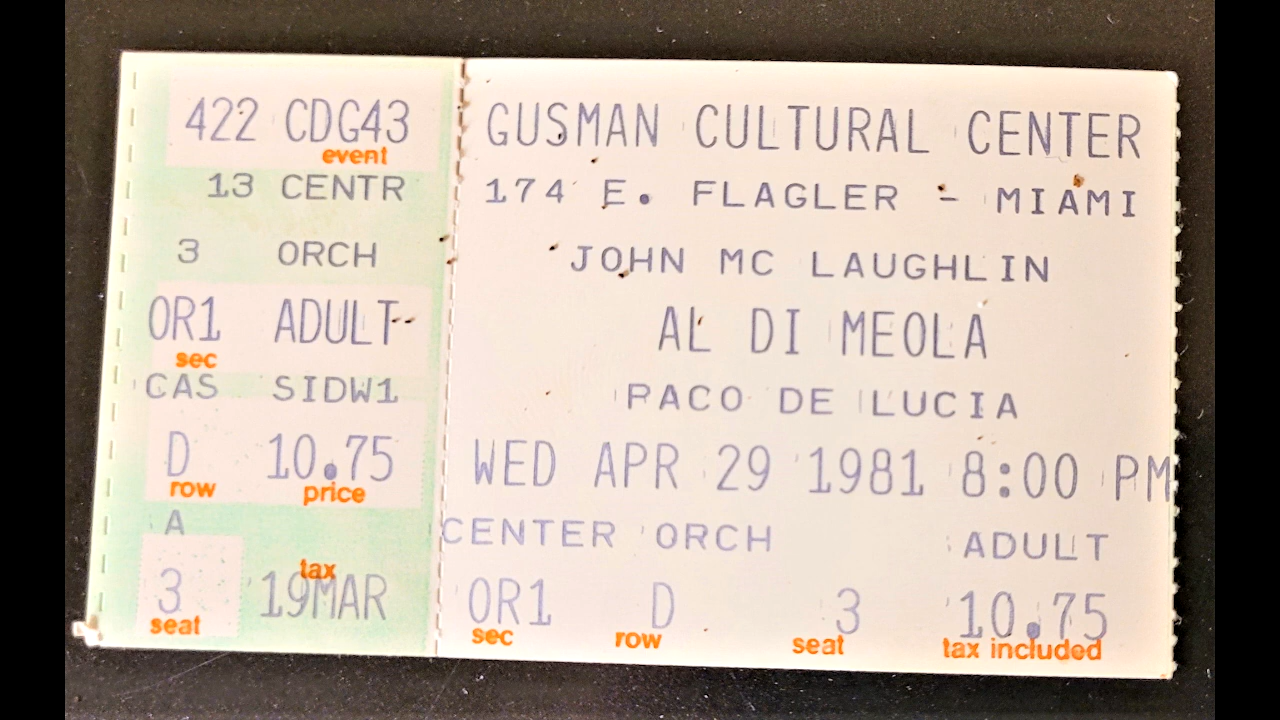 422 CDG43
event
13 CENTR
3 ORCH
OR1 ADULT
sec
CAS SIDW1
D 10.75
row price
A
tax
3 19MAR
seat
GUSMAN CULTURAL CENTER
174 E. FLAGLER - MIAMI
JOHN MC LAUGHLIN
AL DI MEOLA
PACO DE LUCIA
WED APR 29 1981 8:00 PM
CENTER ORCH ADULT
OR1 D 3 10.75
sec row seat tax included